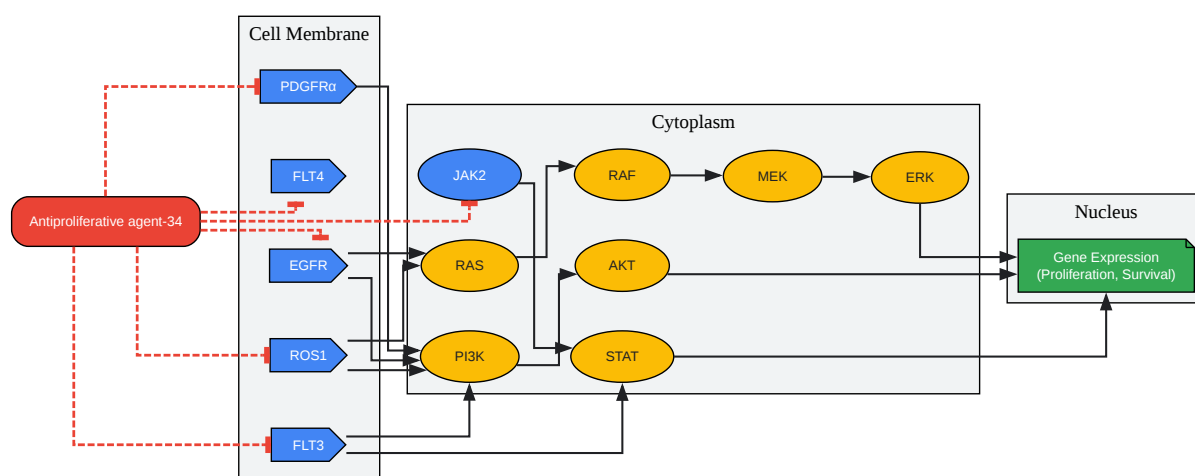 Cell Membrane
PDGFRα
Cytoplasm
FLT4
JAK2
RAF
MEK
ERK
Antiproliferative agent-34
Nucleus
EGFR
RAS
AKT
Gene Expression
(Proliferation, Survival)
ROS1
PI3K
STAT
FLT3